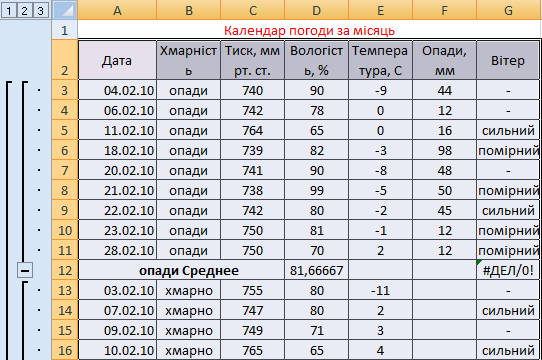 1 2 3 A B C D E F G
1 Календар погоди за місяць
2 Дата Хмарність Тиск, мм рт. ст. Вологість, % Температура, С Опади, мм Вітер
3 04.02.10 опади 740 90 -9 44 -
4 06.02.10 опади 742 78 0 12 -
5 11.02.10 опади 764 65 0 16 сильний
6 18.02.10 опади 739 82 -3 98 помірний
7 20.02.10 опади 741 90 -8 48 -
8 21.02.10 опади 738 99 -5 50 помірний
9 22.02.10 опади 742 80 -2 45 сильний
10 23.02.10 опади 750 81 -1 12 помірний
11 28.02.10 опади 750 70 2 12 помірний
12 опади Среднее 81,66667 #ДЕЛ/0!
13 03.02.10 хмарно 755 80 -11 -
14 07.02.10 хмарно 747 80 2 сильний
15 09.02.10 хмарно 749 71 3 -
16 10.02.10 хмарно 765 65 4 сильний